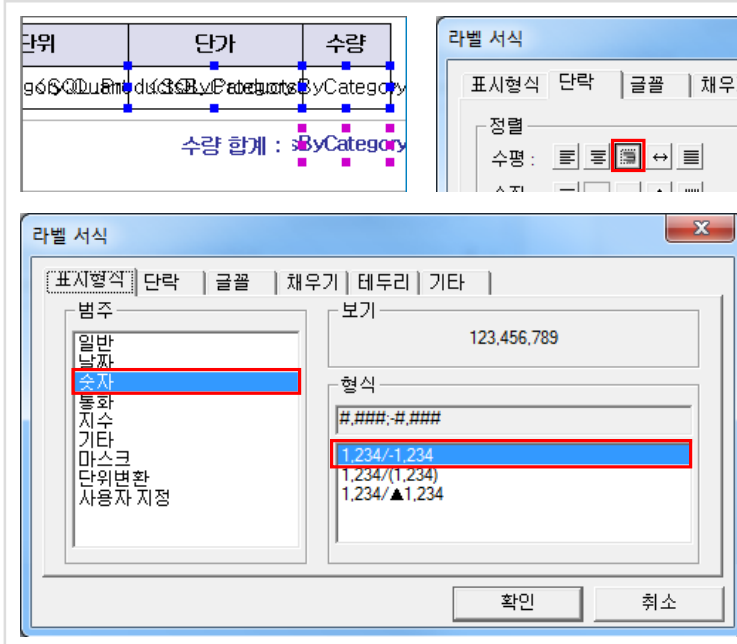 단위 단가 수량
ByCategory
수량 합계 : sByCategory
라벨 서식
표시형식 단락 글꼴 채우
정렬
수평 :
라벨 서식
표시형식 단락 글꼴 채우기 테두리 기타
범주
일반
날짜
숫자
통화
지수
기타
마스크
단위변환
사용자 지정
보기
123,456,789
형식
#,###;-#,###
1,234/-1,234
1,234/(1,234)
1,234/▲1,234
확인 취소